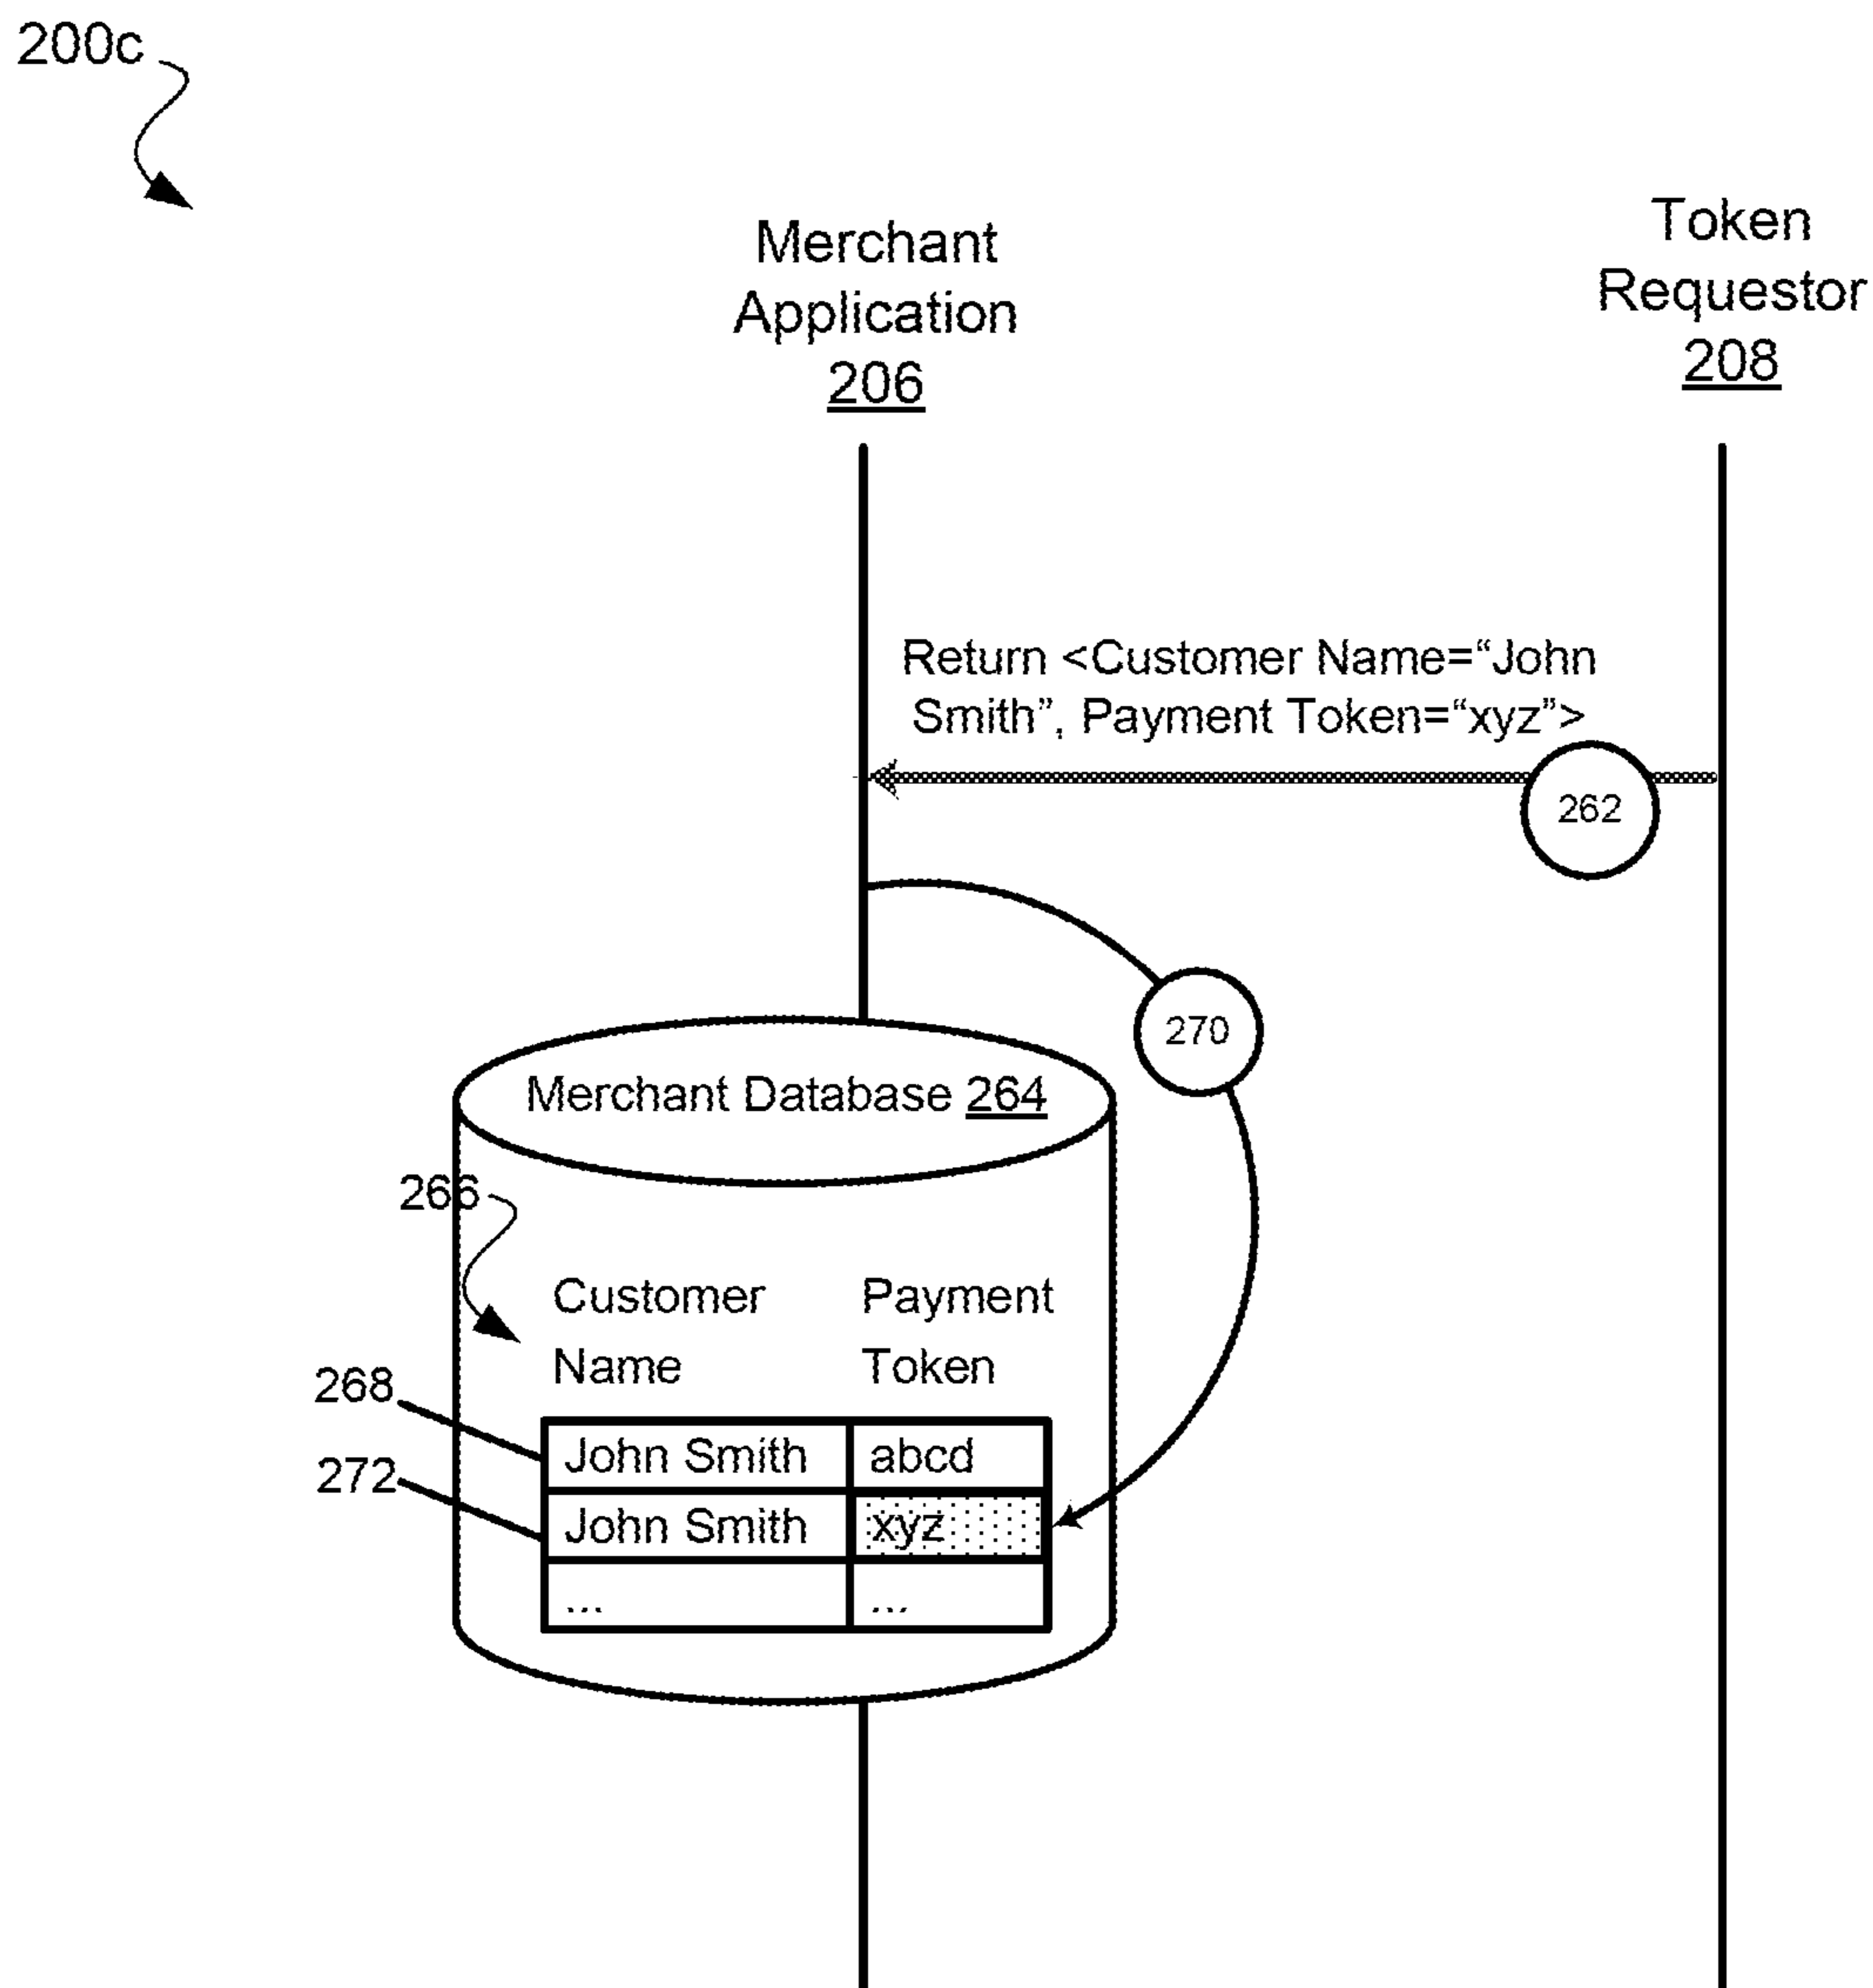 200c
Merchant
Application
206
Token
Requestor
208
Return <Customer Name=“John
Smith”, Payment Token=“xyz”>
262
270
Merchant Database 264
266
Customer
Name
Payment
Token
268
John Smith
abcd
272
John Smith
xyz
...
...